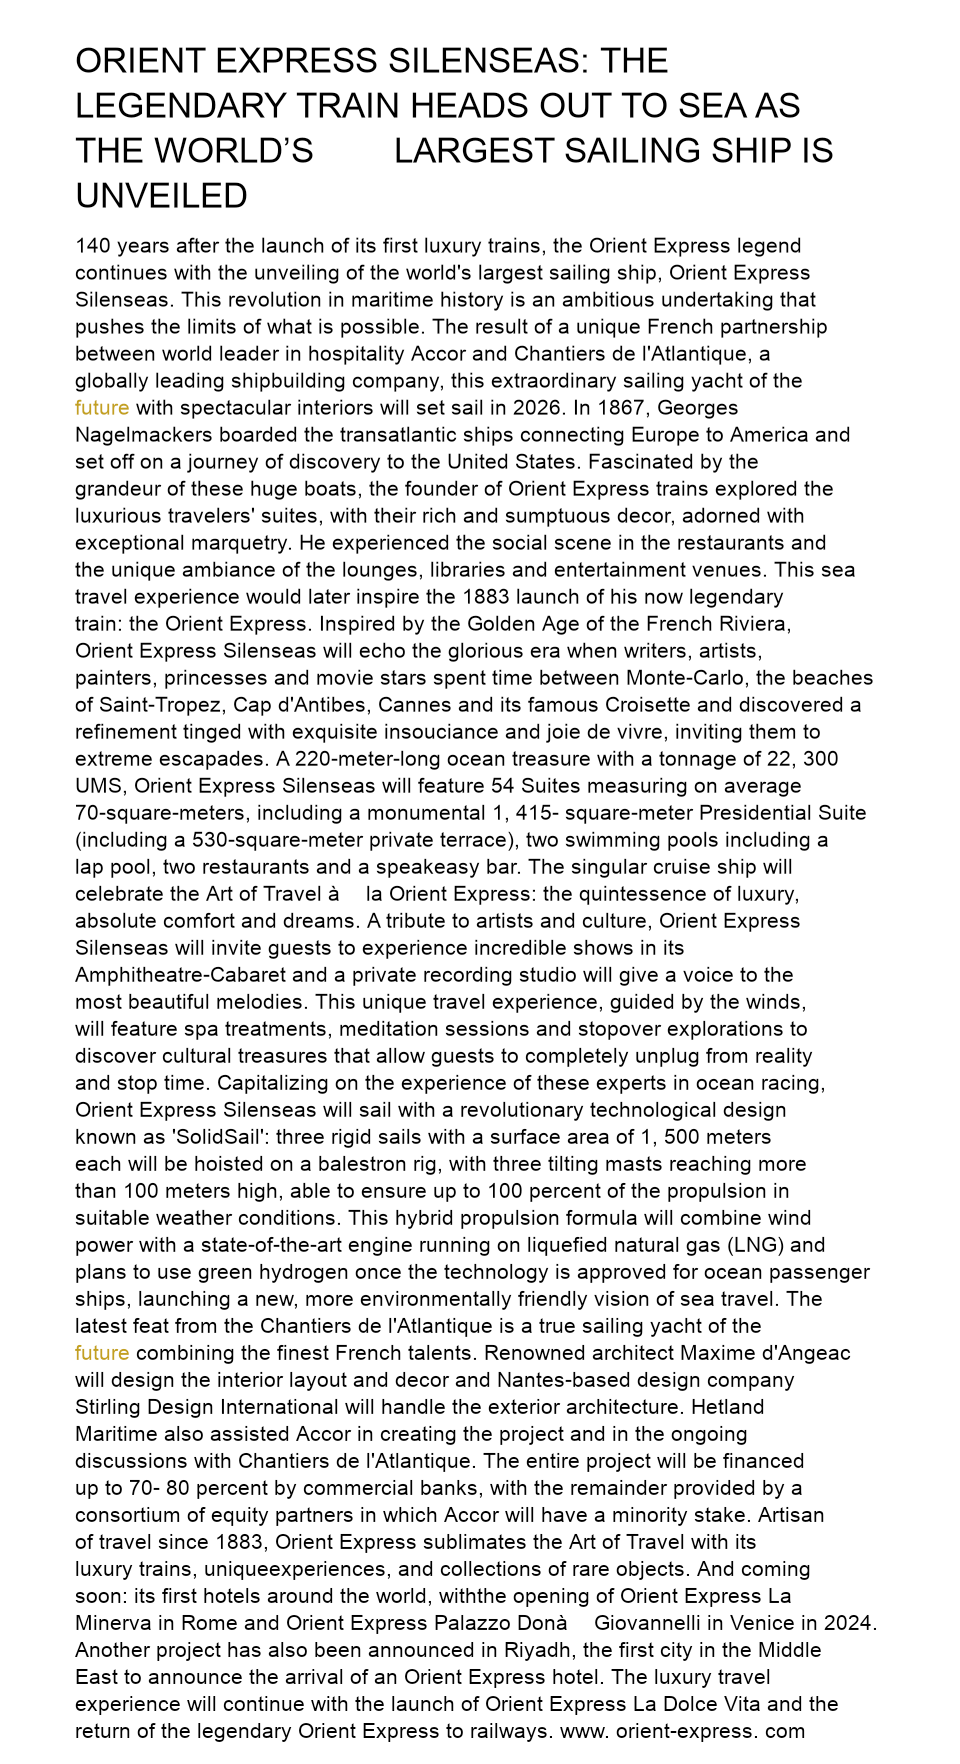 ORIENT EXPRESS SILENSEAS: THE
LEGENDARY TRAIN HEADS OUT TO SEA AS
THE WORLD’S LARGEST SAILING SHIP IS
UNVEILED
140 years after the launch of its first luxury trains, the Orient Express legend
continues with the unveiling of the world's largest sailing ship, Orient Express
Silenseas. This revolution in maritime history is an ambitious undertaking that
pushes the limits of what is possible. The result of a unique French partnership
between world leader in hospitality Accor and Chantiers de l'Atlantique, a
globally leading shipbuilding company, this extraordinary sailing yacht of the
future with spectacular interiors will set sail in 2026. In 1867, Georges
Nagelmackers boarded the transatlantic ships connecting Europe to America and
set off on a journey of discovery to the United States. Fascinated by the
grandeur of these huge boats, the founder of Orient Express trains explored the
luxurious travelers' suites, with their rich and sumptuous decor, adorned with
exceptional marquetry. He experienced the social scene in the restaurants and
the unique ambiance of the lounges, libraries and entertainment venues. This sea
travel experience would later inspire the 1883 launch of his now legendary
train: the Orient Express. Inspired by the Golden Age of the French Riviera,
Orient Express Silenseas will echo the glorious era when writers, artists,
painters, princesses and movie stars spent time between Monte-Carlo, the beaches
of Saint-Tropez, Cap d'Antibes, Cannes and its famous Croisette and discovered a
refinement tinged with exquisite insouciance and joie de vivre, inviting them to
extreme escapades. A 220-meter-long ocean treasure with a tonnage of 22, 300
UMS, Orient Express Silenseas will feature 54 Suites measuring on average
70-square-meters, including a monumental 1, 415- square-meter Presidential Suite
(including a 530-square-meter private terrace), two swimming pools including a
lap pool, two restaurants and a speakeasy bar. The singular cruise ship will
celebrate the Art of Travel à la Orient Express: the quintessence of luxury,
absolute comfort and dreams. A tribute to artists and culture, Orient Express
Silenseas will invite guests to experience incredible shows in its
Amphitheatre-Cabaret and a private recording studio will give a voice to the
most beautiful melodies. This unique travel experience, guided by the winds,
will feature spa treatments, meditation sessions and stopover explorations to
discover cultural treasures that allow guests to completely unplug from reality
and stop time. Capitalizing on the experience of these experts in ocean racing,
Orient Express Silenseas will sail with a revolutionary technological design
known as 'SolidSail': three rigid sails with a surface area of 1, 500 meters
each will be hoisted on a balestron rig, with three tilting masts reaching more
than 100 meters high, able to ensure up to 100 percent of the propulsion in
suitable weather conditions. This hybrid propulsion formula will combine wind
power with a state-of-the-art engine running on liquefied natural gas (LNG) and
plans to use green hydrogen once the technology is approved for ocean passenger
ships, launching a new, more environmentally friendly vision of sea travel. The
latest feat from the Chantiers de l'Atlantique is a true sailing yacht of the
future combining the finest French talents. Renowned architect Maxime d'Angeac
will design the interior layout and decor and Nantes-based design company
Stirling Design International will handle the exterior architecture. Hetland
Maritime also assisted Accor in creating the project and in the ongoing
discussions with Chantiers de l'Atlantique. The entire project will be financed
up to 70- 80 percent by commercial banks, with the remainder provided by a
consortium of equity partners in which Accor will have a minority stake. Artisan
of travel since 1883, Orient Express sublimates the Art of Travel with its
luxury trains, uniqueexperiences, and collections of rare objects. And coming
soon: its first hotels around the world, withthe opening of Orient Express La
Minerva in Rome and Orient Express Palazzo Donà Giovannelli in Venice in 2024.
Another project has also been announced in Riyadh, the first city in the Middle
East to announce the arrival of an Orient Express hotel. The luxury travel
experience will continue with the launch of Orient Express La Dolce Vita and the
return of the legendary Orient Express to railways. www. orient-express. com